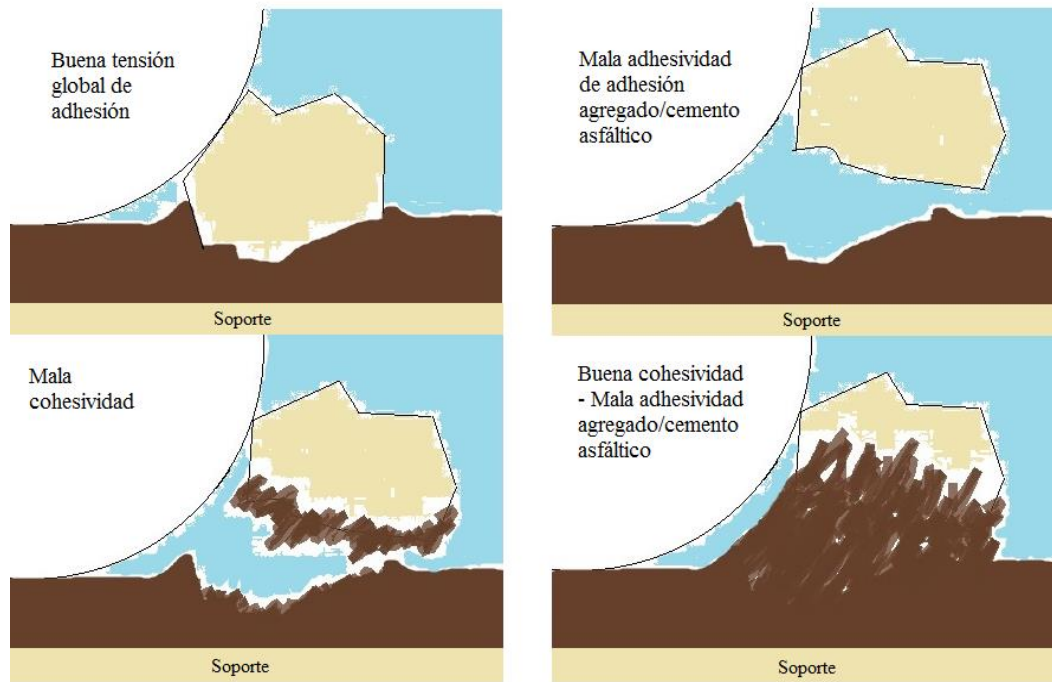 Buena tensión
global de
adhesión
Soporte
Mala adhesividad
de adhesión
agregado/cemento
asfáltico
Soporte
Mala
cohesividad
Soporte
Buena cohesividad
- Mala adhesividad
agregado/cemento
asfáltico
Soporte